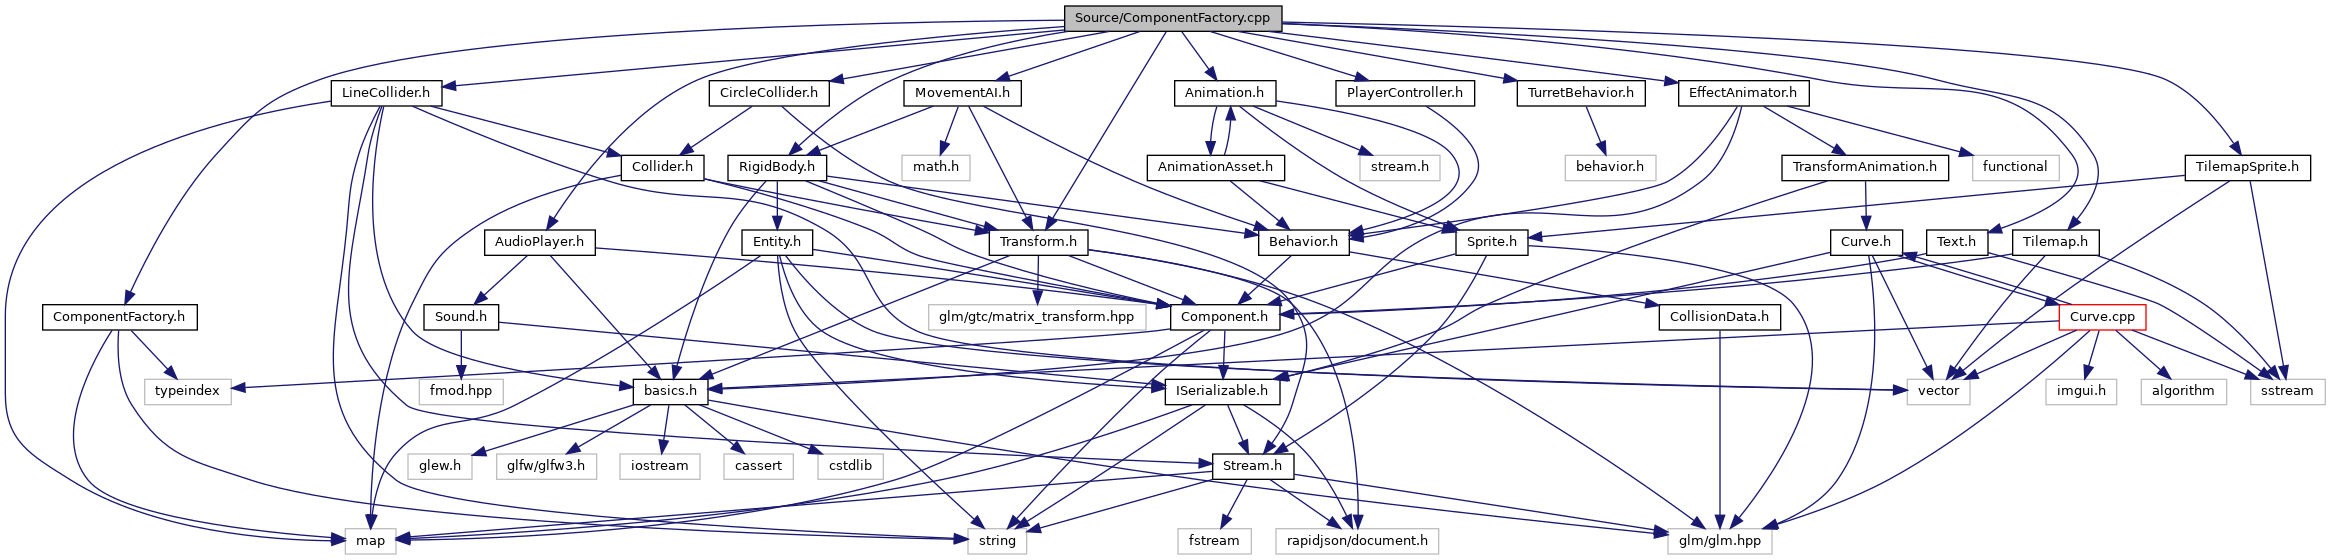 Source/ComponentFactory.cpp
LineCollider.h
CircleCollider.h
MovementAI.h
Animation.h
PlayerController.h
TurretBehavior.h
EffectAnimator.h
Collider.h
RigidBody.h
math.h
AnimationAsset.h
stream.h
behavior.h
TransformAnimation.h
functional
TilemapSprite.h
AudioPlayer.h
Entity.h
Transform.h
Behavior.h
Sprite.h
Curve.h
Text.h
Tilemap.h
ComponentFactory.h
Sound.h
glm/gtc/matrix_transform.hpp
Component.h
CollisionData.h
Curve.cpp
typeindex
fmod.hpp
basics.h
ISerializable.h
vector
imgui.h
algorithm
sstream
glew.h
glfw/glfw3.h
iostream
cassert
cstdlib
Stream.h
map
string
fstream
rapidjson/document.h
glm/glm.hpp